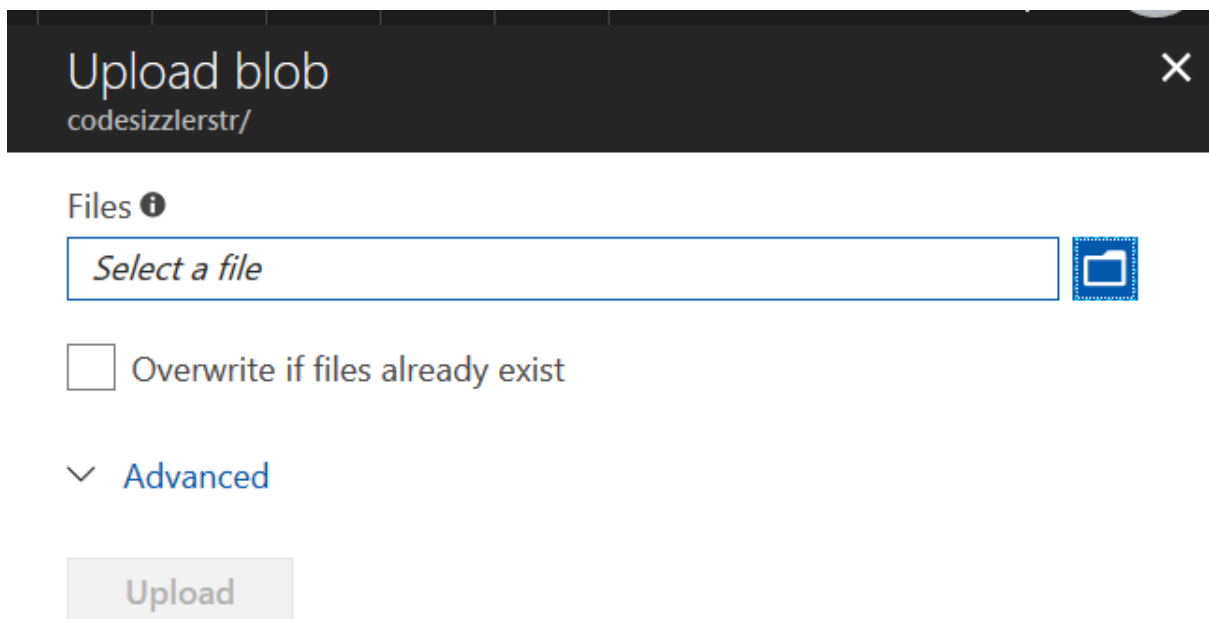 Upload blob
codesizzlerstr/
Files
Select a file
Overwrite if files already exist
Advanced
Upload